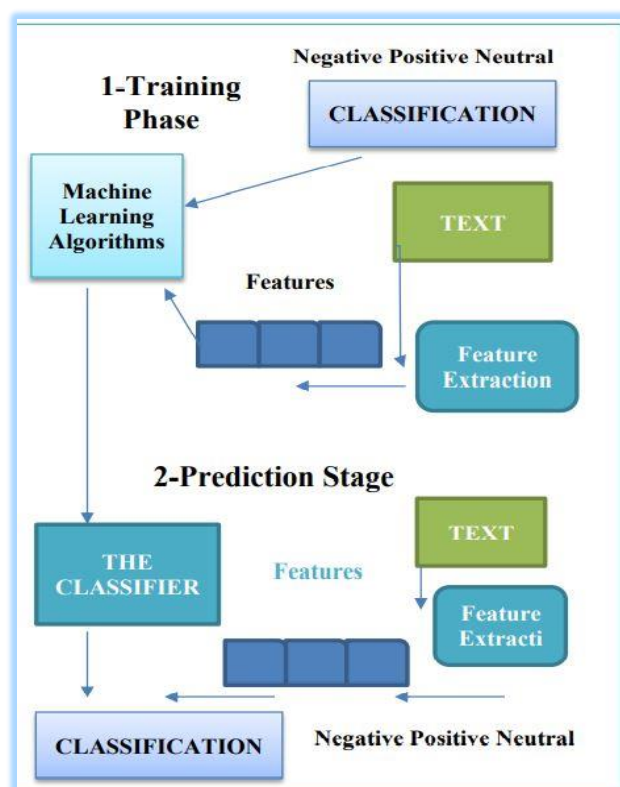 Negative Positive Neutral
1-Training
Phase
CLASSIFICATION
Machine
Learning
Algorithms
TEXT
Features
Feature
Extraction
2-Prediction Stage
TEXT
THE
CLASSIFIER
Features
Feature
Extracti
Negative Positive Neutral
CLASSIFICATION